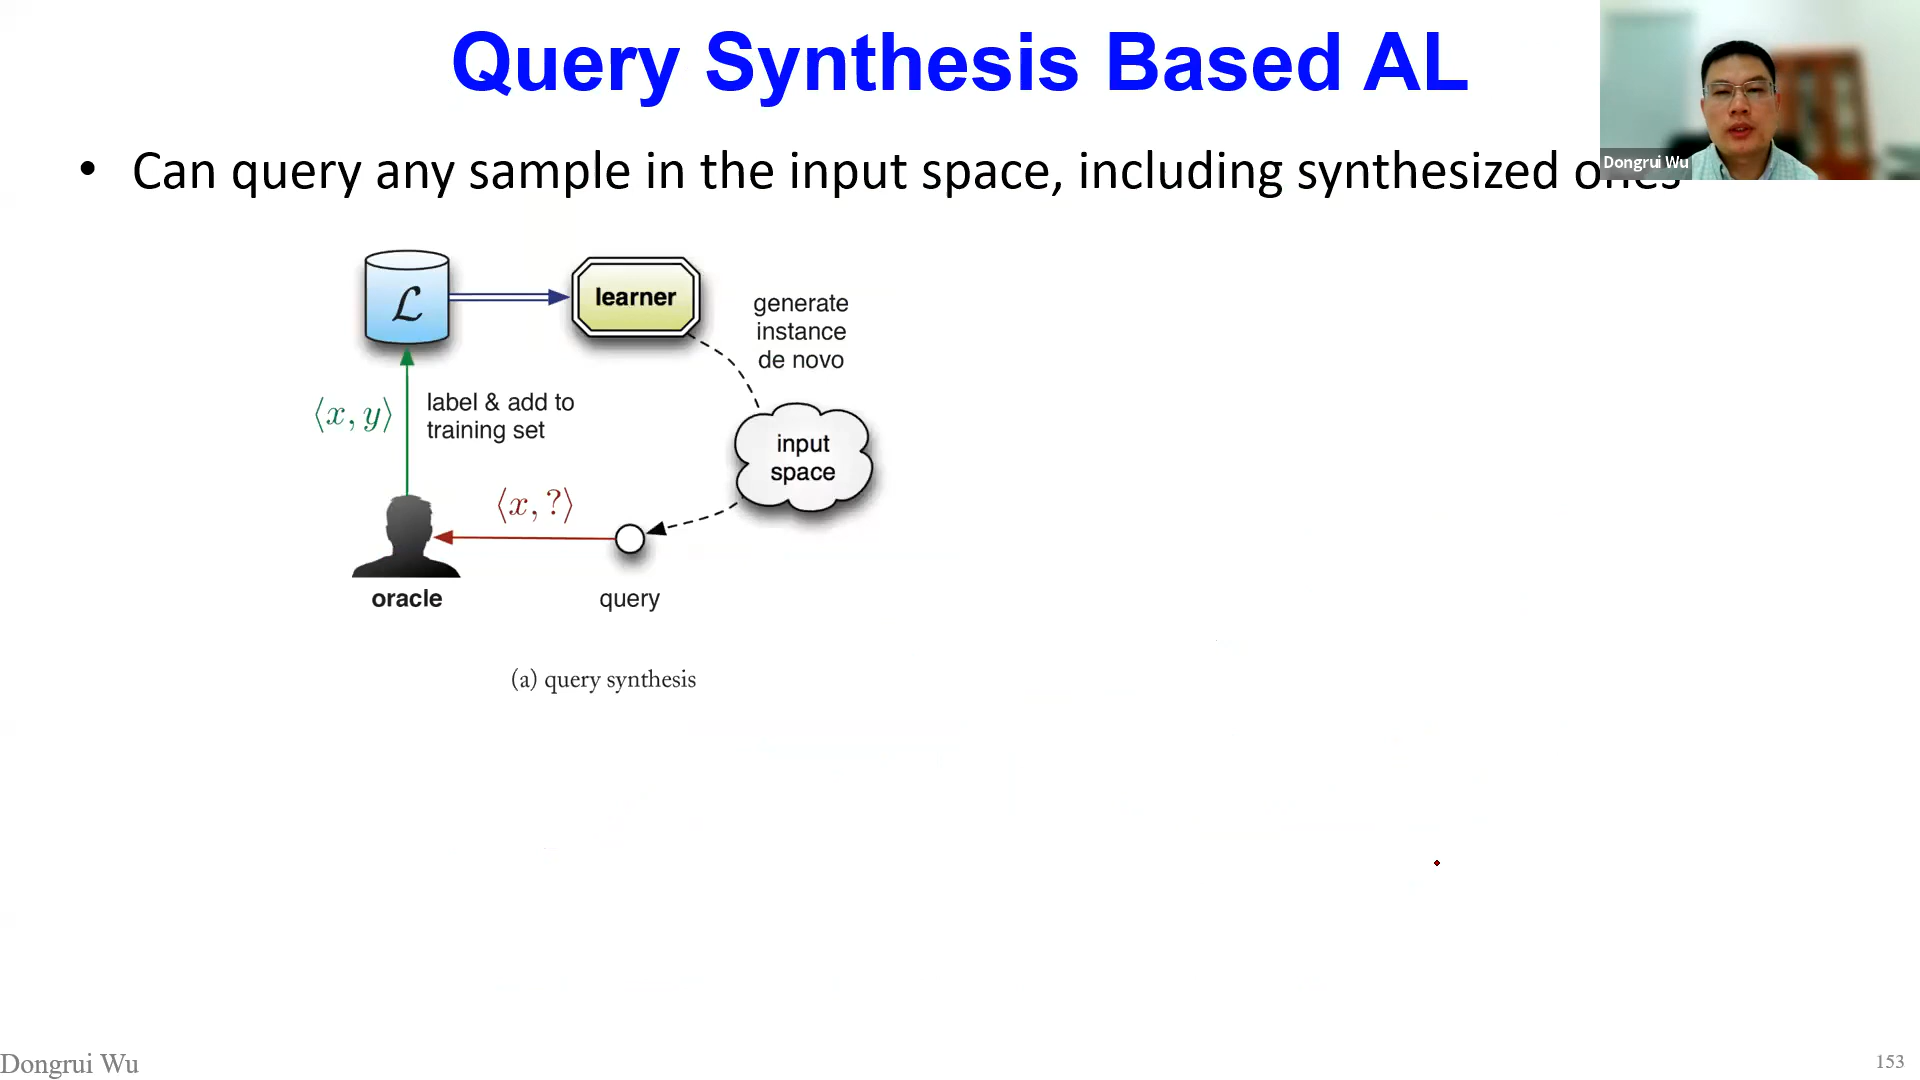 Query Synthesis Based AL
• Can query any sample in the input space, including synthesized ones
Dongrui Wu
ℒ
learner
generate
instance
de novo
⟨x, y⟩
label & add to
training set
input
space
⟨x, ?⟩
oracle
query
(a) query synthesis
Dongrui Wu
153